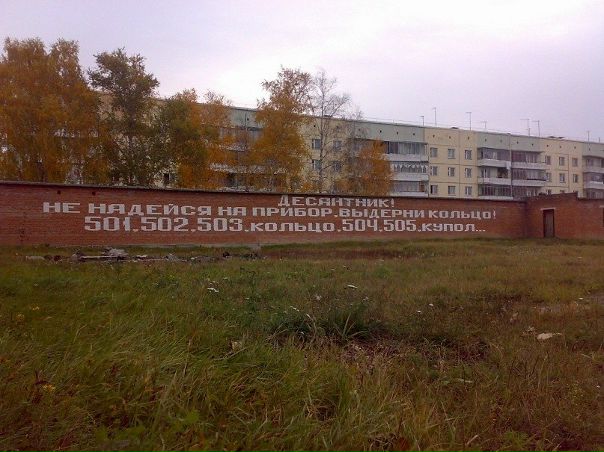 ДЕСАНТНИК!
НЕ НАДЕЙСЯ НА ПРИБОР.ВЫДЕРНИ КОЛЬЦО!
501.502.503.КОЛЬЦО.504.505.КУПОЛ...